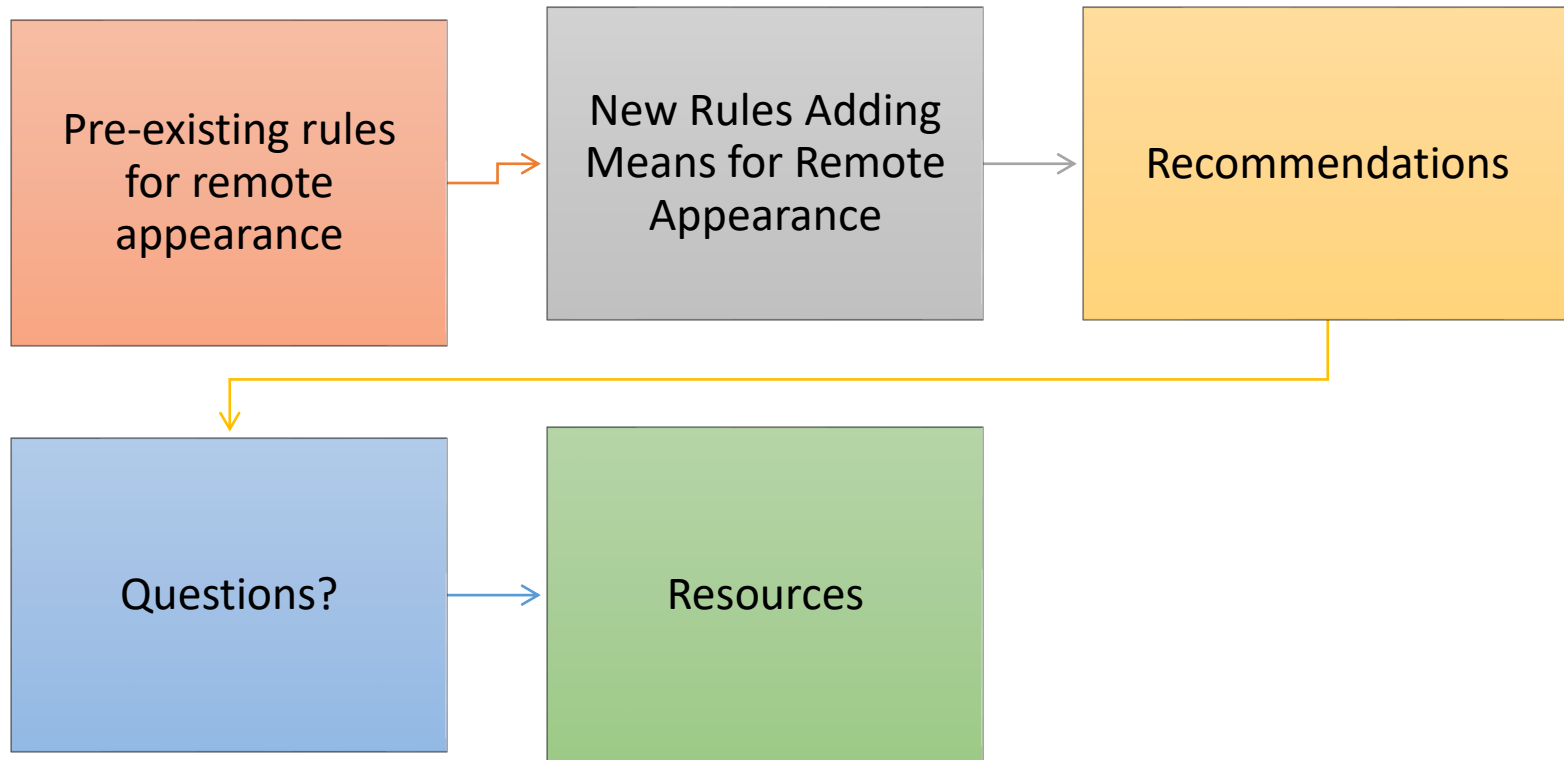 Pre-existing rules
for remote
appearance
New Rules Adding
Means for Remote
Appearance
Recommendations
Questions?
Resources